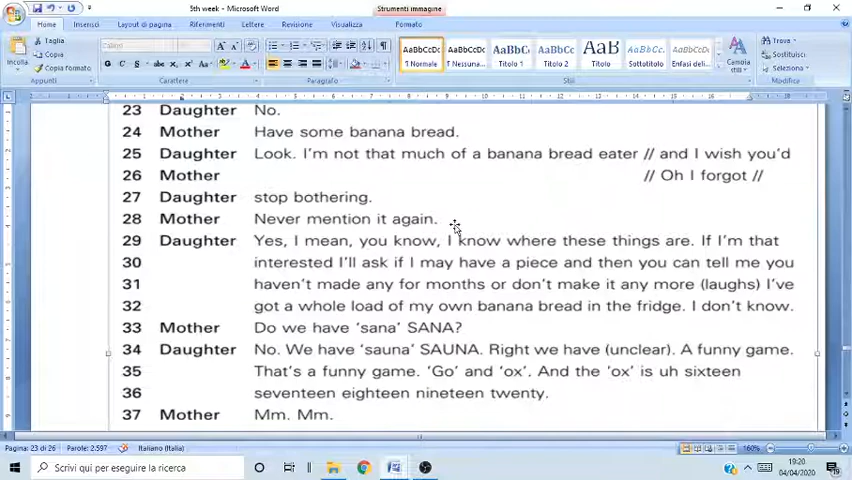 5th week - Microsoft Word
Strumenti immagine
Home Inserisci Layout di pagina Riferimenti Lettere Revisione Visualizza Formato
Taglia
Copia
Copia formato
Incolla
Trova
Sostituisci
Seleziona
AaBbCcDc AaBbCcDc AaBbC AaBbCc AaB AaBbCc. AaBbCcDc
¶ Normale ¶ Nessuna... Titolo 1 Titolo 2 Titolo Sottotitolo Enfasi deli...
Cambia
stili
Appunti Carattere Paragrafo Stili Modifica
23 Daughter No.
24 Mother Have some banana bread.
25 Daughter Look. I'm not that much of a banana bread eater // and I wish you'd
26 Mother // Oh I forgot //
27 Daughter stop bothering.
28 Mother Never mention it again.
29 Daughter Yes, I mean, you know, I know where these things are. If I'm that
30 interested I'll ask if I may have a piece and then you can tell me you
31 haven't made any for months or don't make it any more (laughs) I've
32 got a whole load of my own banana bread in the fridge. I don't know.
33 Mother Do we have 'sana' SANA?
34 Daughter No. We have 'sauna' SAUNA. Right we have (unclear). A funny game.
35 That's a funny game. 'Go' and 'ox'. And the 'ox' is uh sixteen
36 seventeen eighteen nineteen twenty.
37 Mother Mm. Mm.
Pagina: 23 di 26 Parole: 2.597 Italiano (Italia) 160%
Scrivi qui per eseguire la ricerca
19:20
04/04/2020